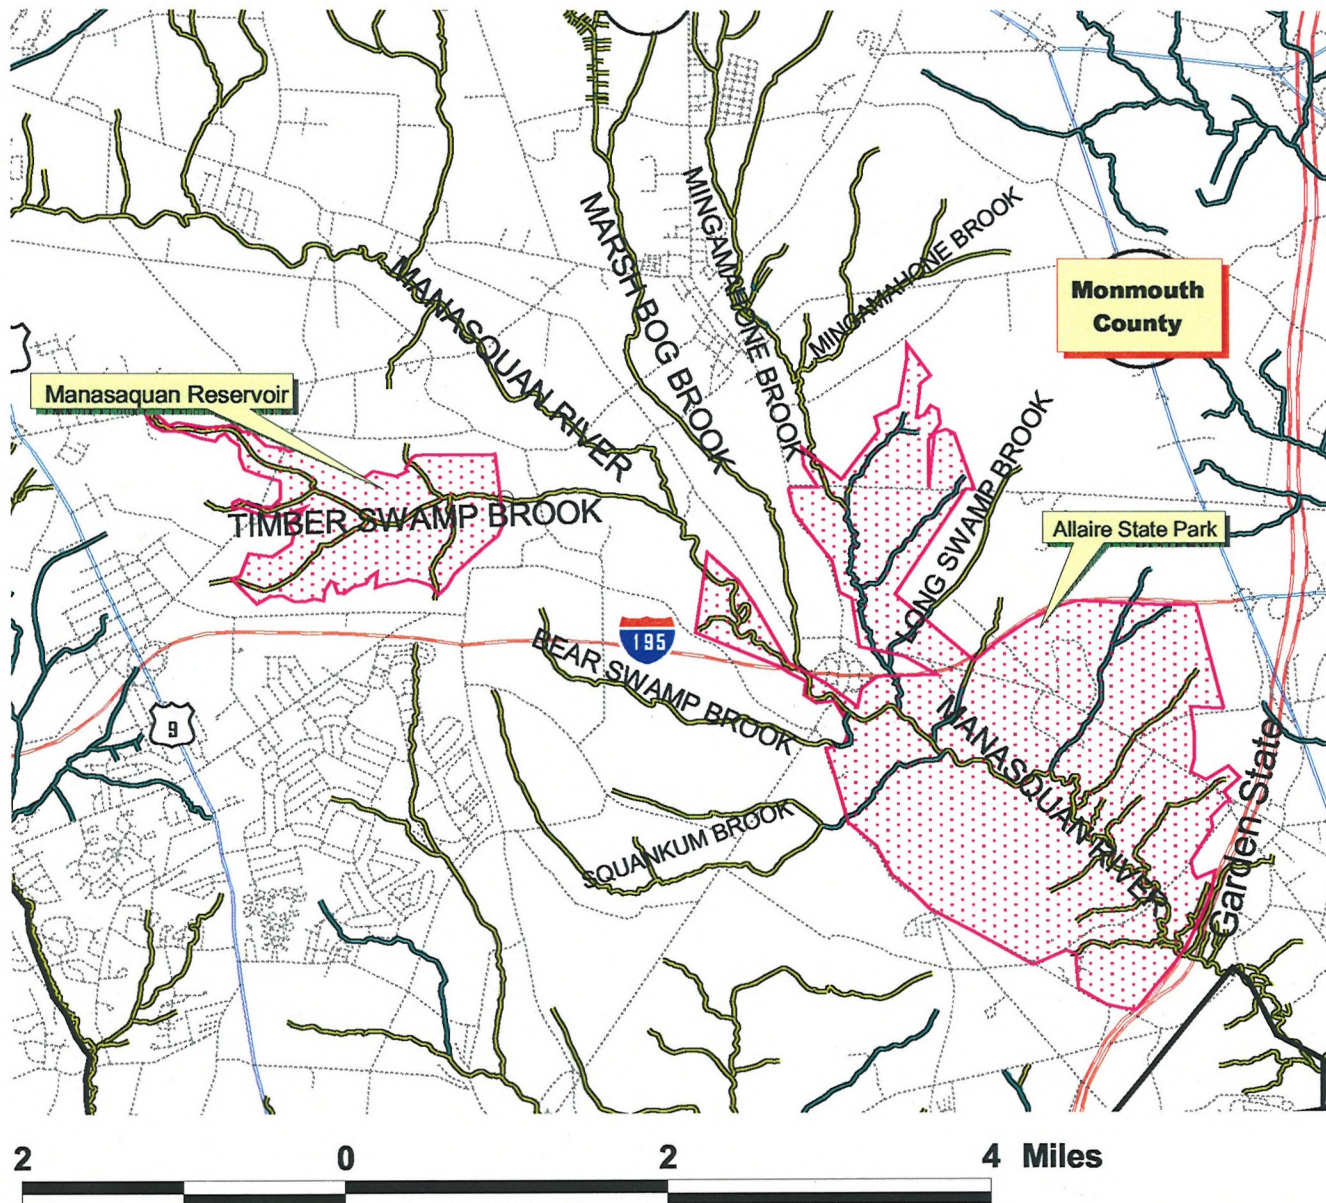 MINGAMAHONE BROOK
MARSH BOG BROOK
MINGAMAHONE BROOK
MANASQUAN RIVER
Monmouth
County
Manasaquan Reservoir
LONG SWAMP BROOK
TIMBER SWAMP BROOK
Allaire State Park
195
BEAR SWAMP BROOK
9
MANASQUAN RIVER
Garden State
SQUANKUM BROOK
2 0 2 4 Miles